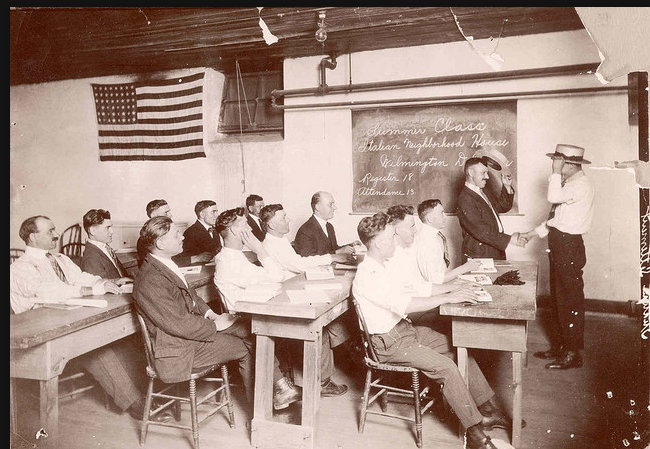 Summer Class
Italian Neighborhood House
Wilmington D
Register 18
Attendance 13